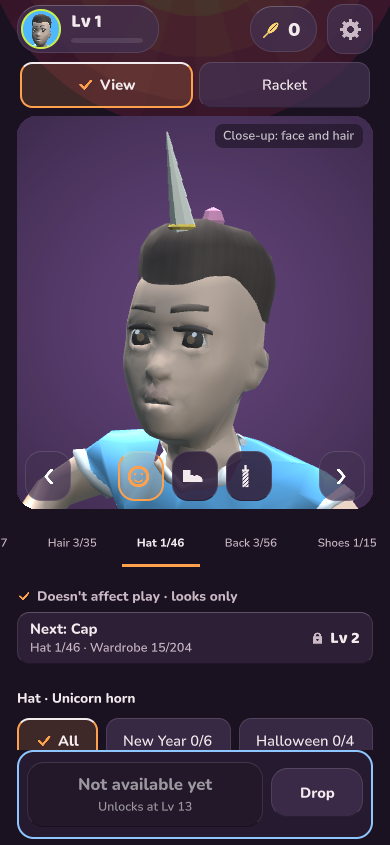 Lv 1
0
View
Racket
Close-up: face and hair
7
Hair 3/35
Hat 1/46
Back 3/56
Shoes 1/15
Doesn't affect play · looks only
Next: Cap
Hat 1/46 · Wardrobe 15/204
Lv 2
Hat · Unicorn horn
All
New Year 0/6
Halloween 0/4
Not available yet
Unlocks at Lv 13
Drop